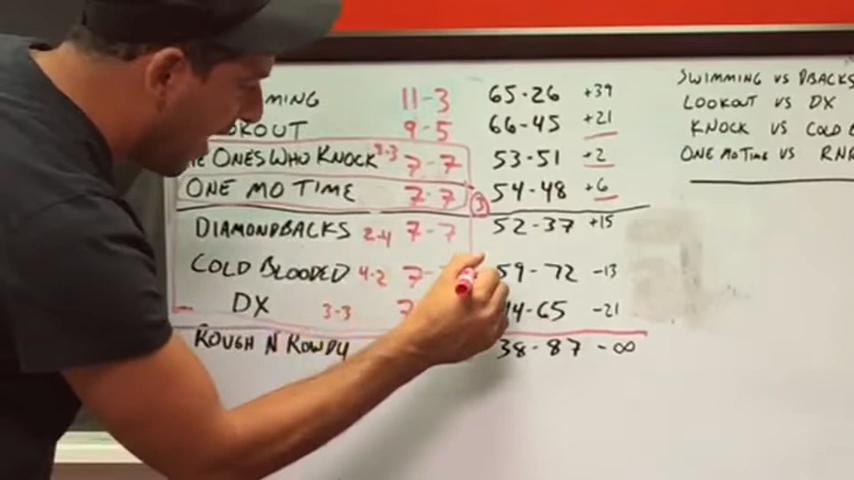 MING 11-3 65-26 +39
OKOUT 9-5 66-45 +21
E ONES WHO KNOCK 3-3 7-7 53-51 +2
ONE MO TIME 7-7 3 54-48 +6
DIAMONDBACKS 2-4 7-7 52-37 +15
COLD BLOODED 4-2 7- 59-72 -13
DX 3-3 7 4-65 -21
ROUGH N ROWDY 38-87 -∞
SWIMMING VS DBACKS
LOOKOUT VS DX
KNOCK VS COLD B
ONE MO TIME VS RNR